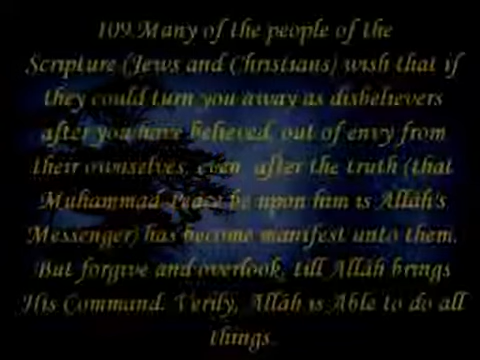 109.Many of the people of the
Scripture (Jews and Christians) wish that if
they could turn you away as disbelievers
after you have believed, out of envy from
their ownselves, even after the truth (that
Muhammad Peace be upon him is Allâh's
Messenger) has become manifest unto them.
But forgive and overlook, till Allâh brings
His Command. Verily, Allâh is Able to do all
things.